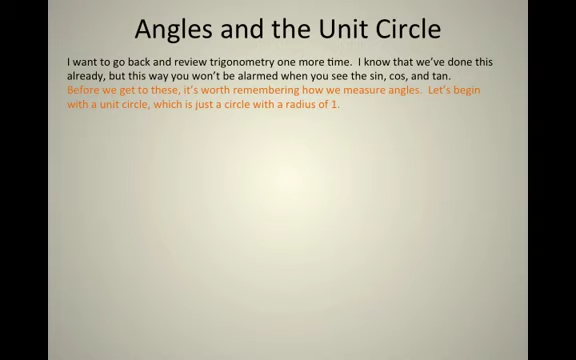 Angles and the Unit Circle
I want to go back and review trigonometry one more time.  I know that we've done this
already, but this way you won't be alarmed when you see the sin, cos, and tan.
Before we get to these, it's worth remembering how we measure angles.  Let's begin
with a unit circle, which is just a circle with a radius of 1.